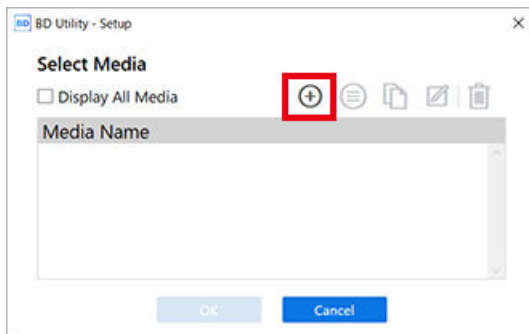 BD BD Utility - Setup
Select Media
Display All Media
Media Name
OK
Cancel